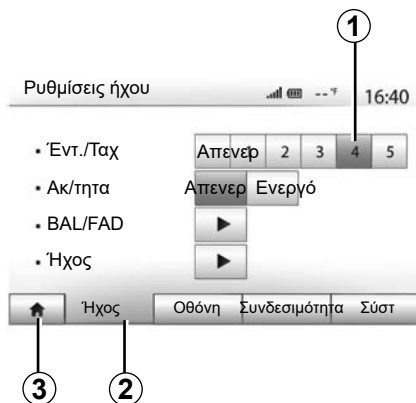 1
Ρυθμίσεις ήχου --°F 16:40
• Έντ./Ταχ Απενερ 1 2 3 4 5
• Ακ/τητα Απενερ Ενεργό
• BAL/FAD
• Ήχος
Ήχος Οθόνη Συνδεσιμότητα Σύστ
3 2